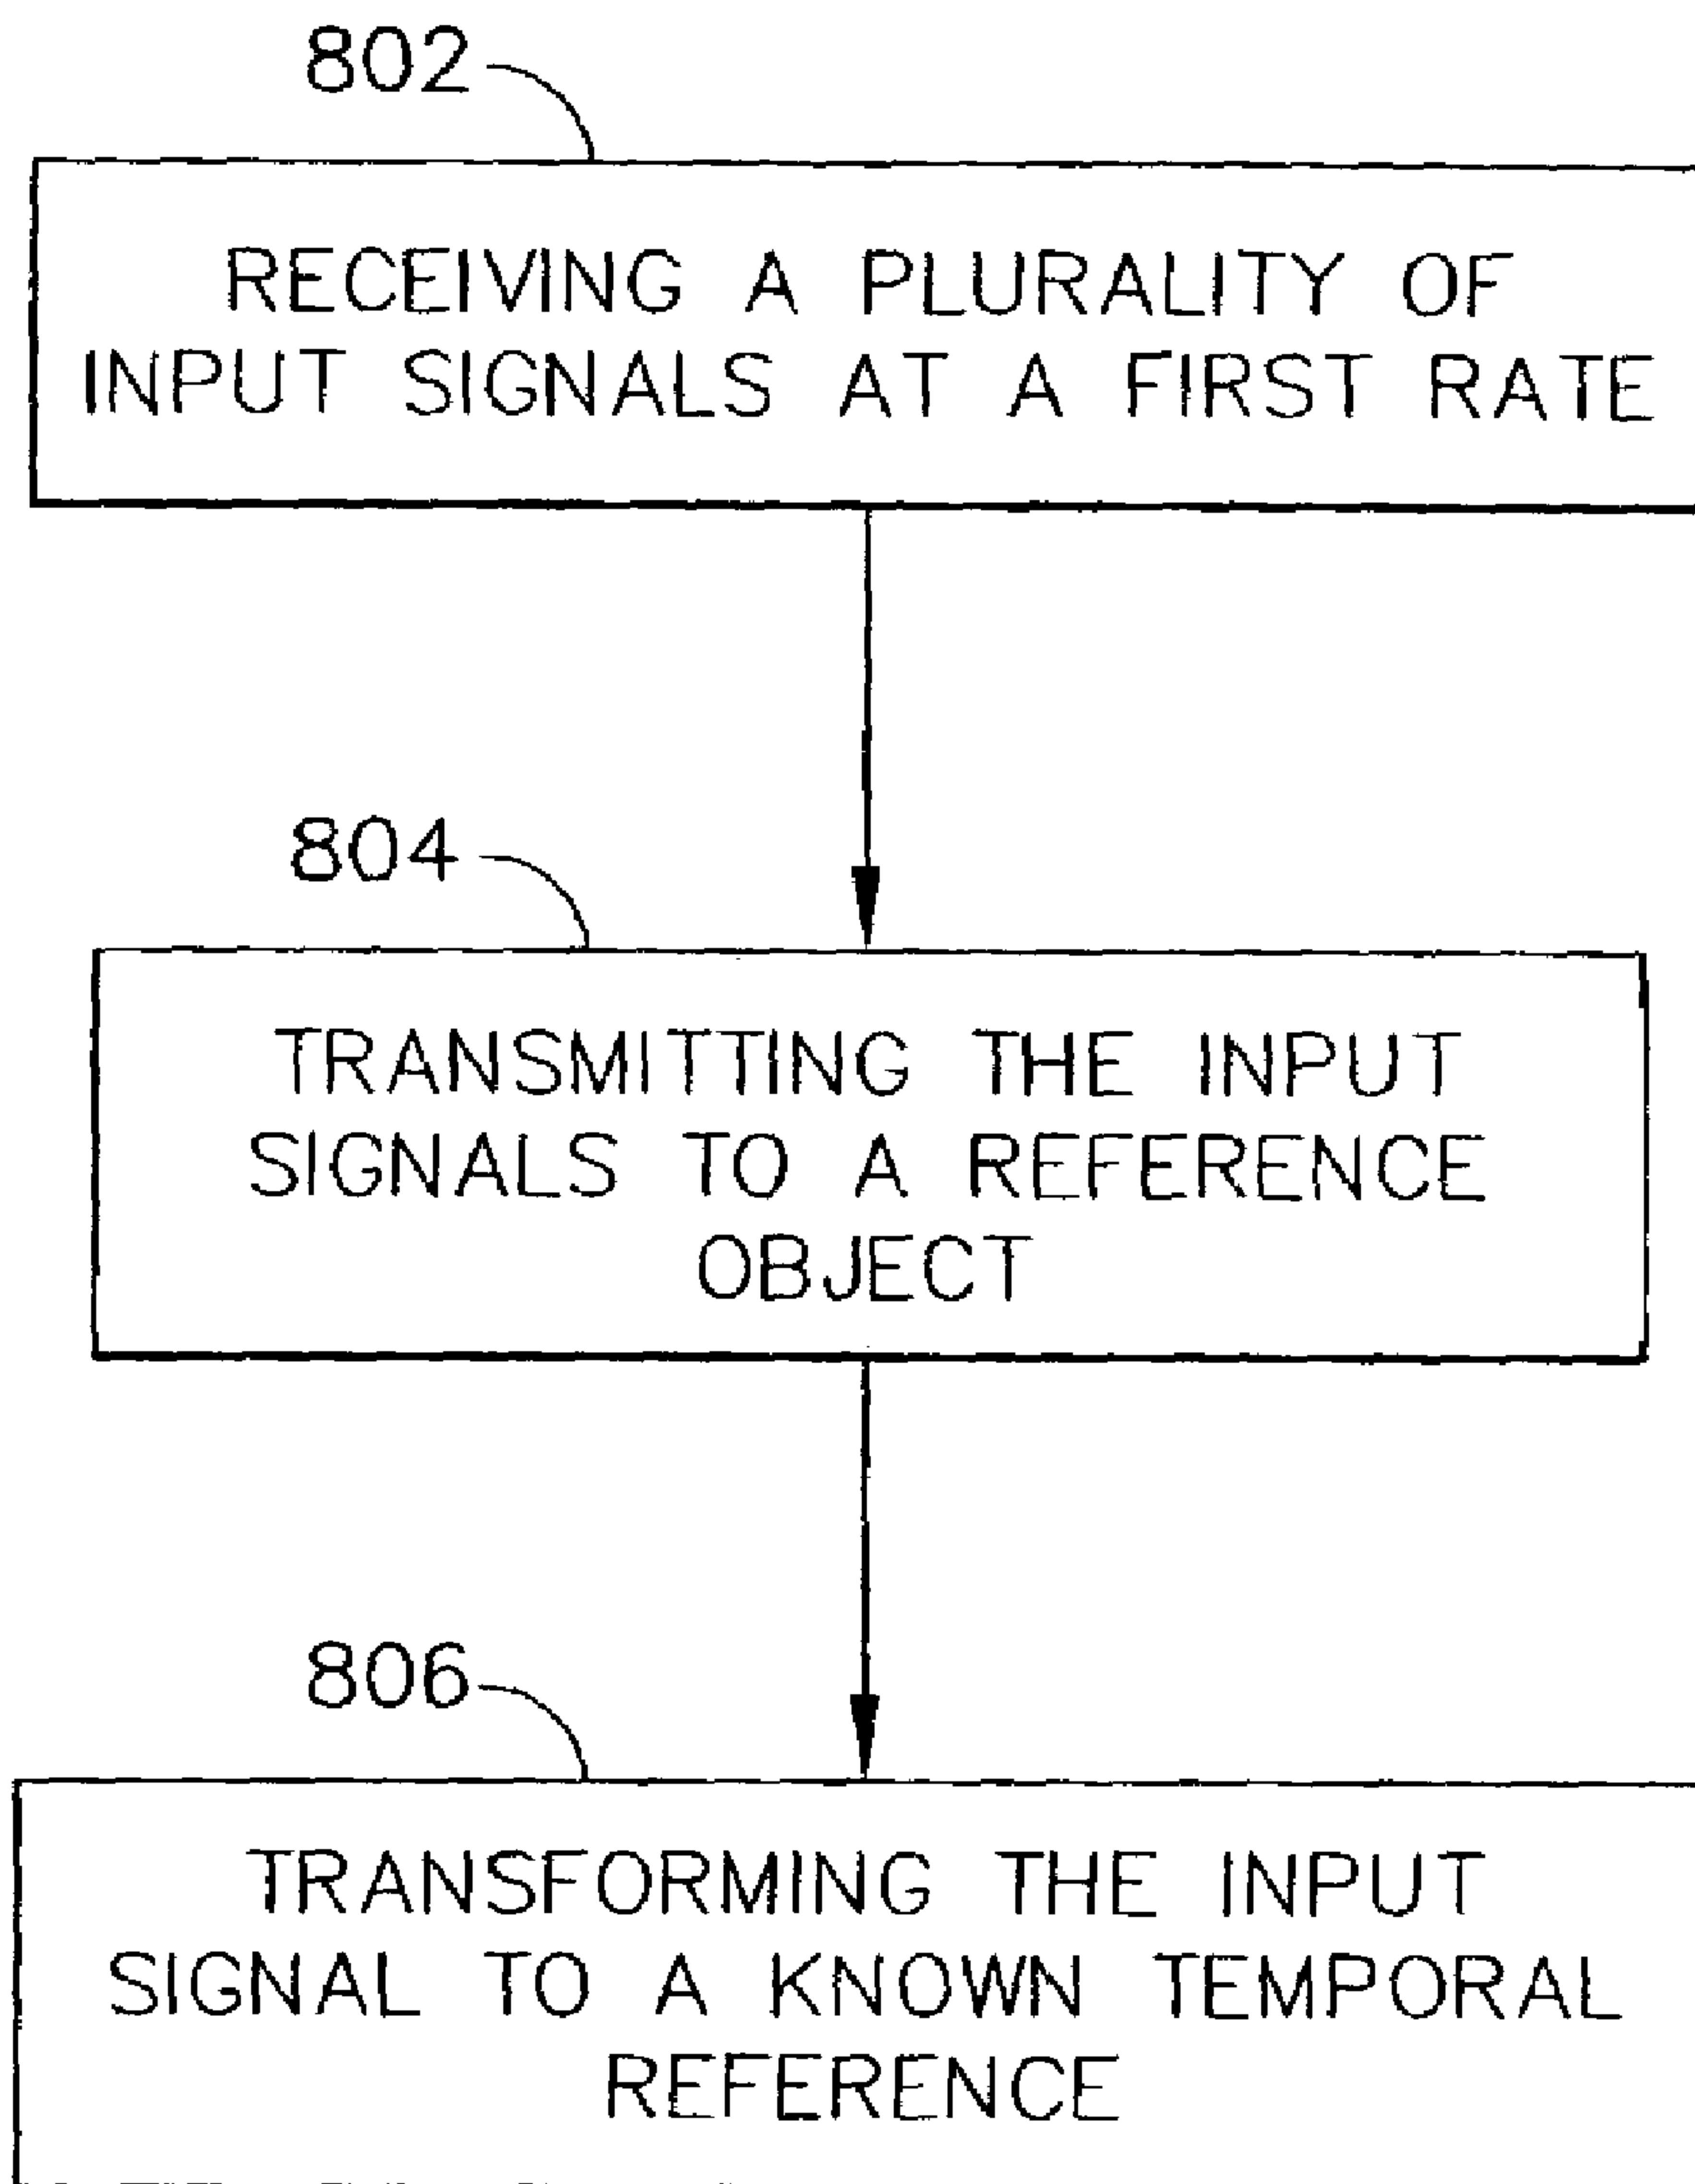 802
RECEIVING A PLURALITY OF
INPUT SIGNALS AT A FIRST RATE
804
TRANSMITTING THE INPUT
SIGNALS TO A REFERENCE
OBJECT
806
TRANSFORMING THE INPUT
SIGNAL TO A KNOWN TEMPORAL
REFERENCE